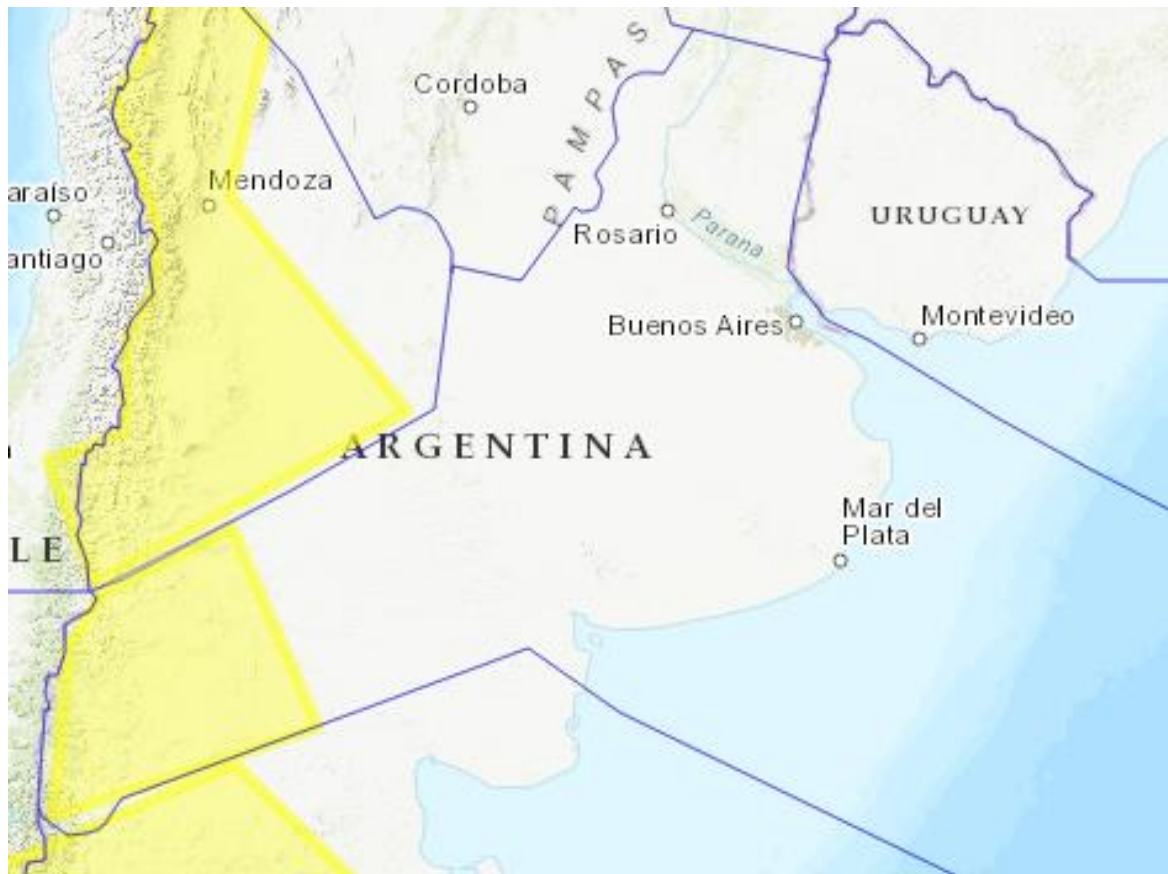 Cordoba
PAMPAS
Mendoza
araíso
Rosario
Parana
URUGUAY
antiago
Buenos Aires
Montevideo
ARGENTINA
Mar del
Plata
LE